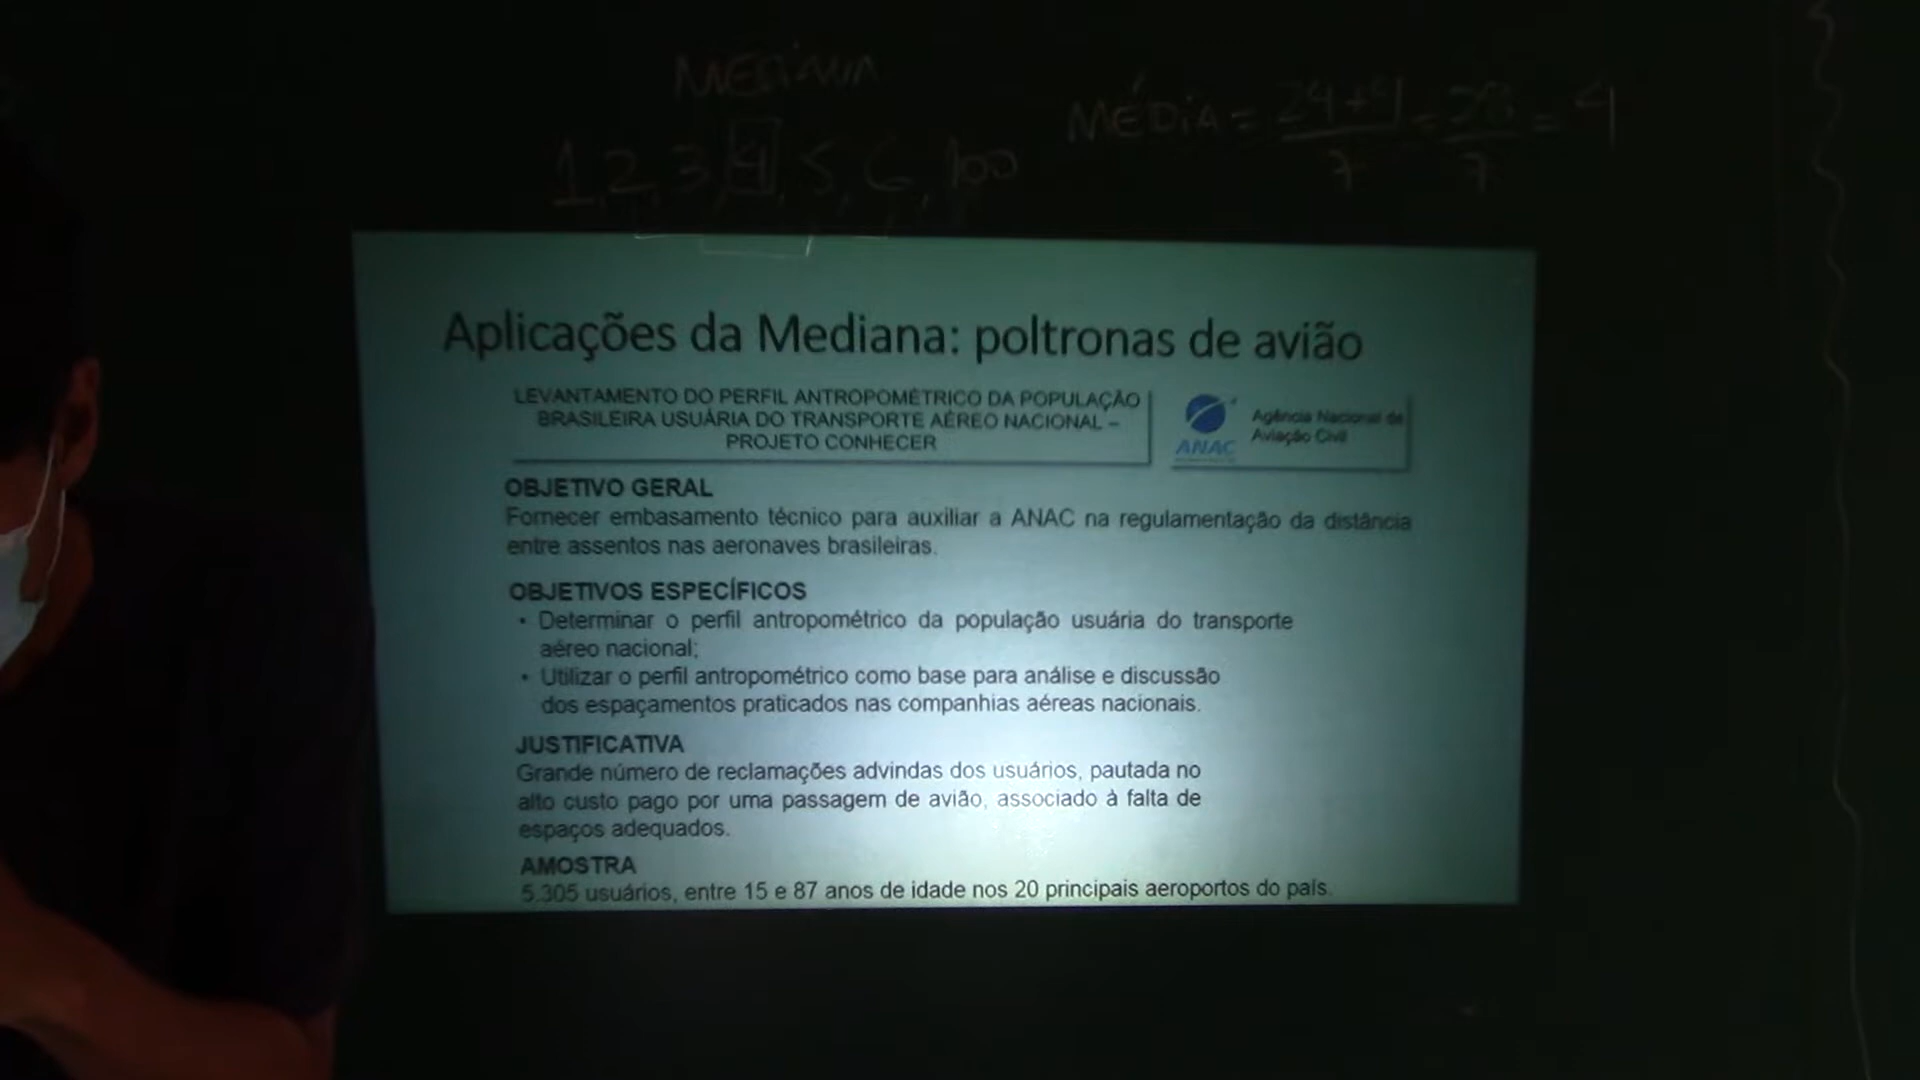 MEDIANA
1, 2, 3, 4, 5, 6, 100
MÉDIA = 24+4/7 = 28/7 = 4
Aplicações da Mediana: poltronas de avião
LEVANTAMENTO DO PERFIL ANTROPOMÉTRICO DA POPULAÇÃO
BRASILEIRA USUÁRIA DO TRANSPORTE AÉREO NACIONAL –
PROJETO CONHECER
ANAC
Agência Nacional de
Aviação Civil
OBJETIVO GERAL
Fornecer embasamento técnico para auxiliar a ANAC na regulamentação da distância
entre assentos nas aeronaves brasileiras.
OBJETIVOS ESPECÍFICOS
• Determinar o perfil antropométrico da população usuária do transporte
aéreo nacional;
• Utilizar o perfil antropométrico como base para análise e discussão
dos espaçamentos praticados nas companhias aéreas nacionais.
JUSTIFICATIVA
Grande número de reclamações advindas dos usuários, pautada no
alto custo pago por uma passagem de avião, associado à falta de
espaços adequados.
AMOSTRA
5.305 usuários, entre 15 e 87 anos de idade nos 20 principais aeroportos do país.